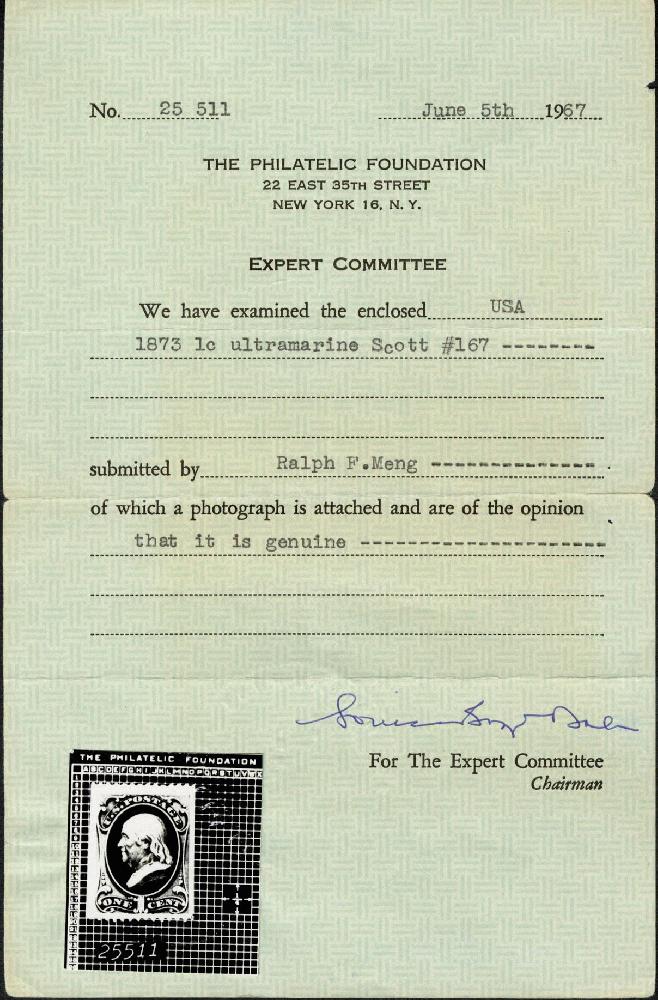 No. 25 511 June 5th 1967
THE PHILATELIC FOUNDATION
22 EAST 35TH STREET
NEW YORK 16, N. Y.
EXPERT COMMITTEE
We have examined the enclosed USA
1873 1c ultramarine Scott #167 --------
submitted by Ralph F.Meng --------------
of which a photograph is attached and are of the opinion
that it is genuine ---------------------
For The Expert Committee
Chairman
THE PHILATELIC FOUNDATION
ABCDEFGHIJKLMNOPQRSTUVWX
U.S. POSTAGE
ONE 1 CENT
25511